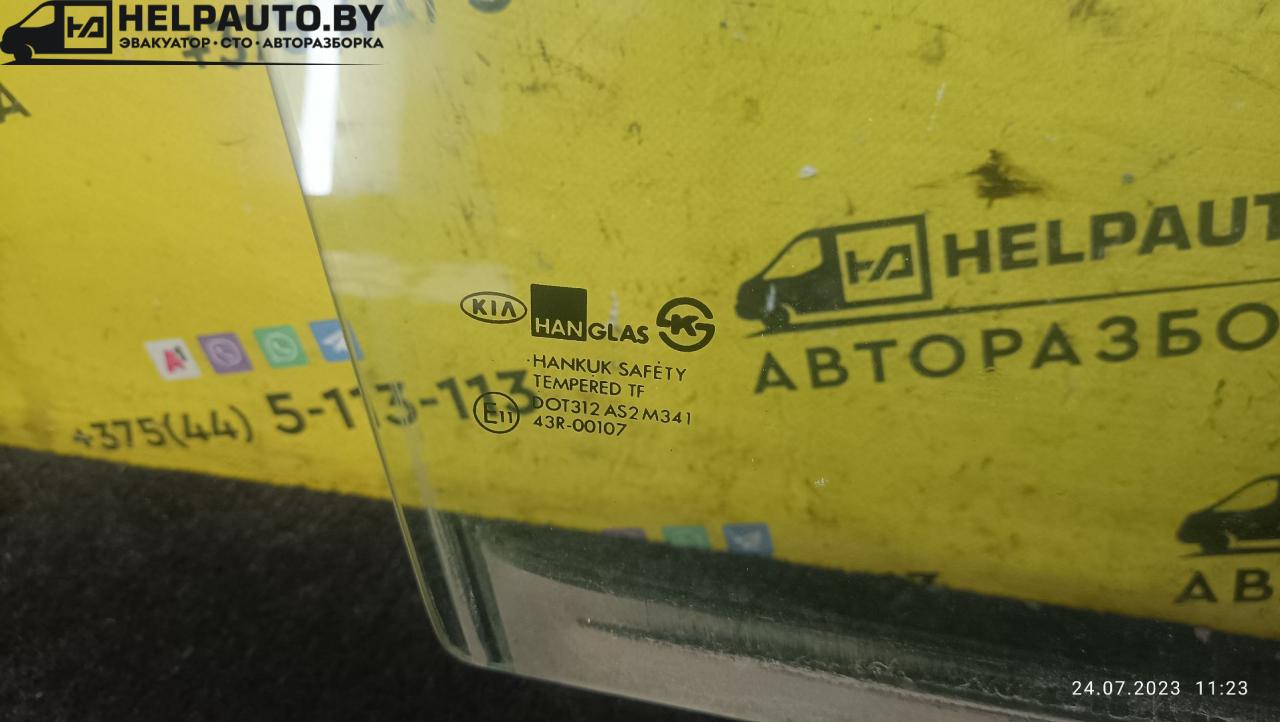 HELPAUTO.BY
ЭВАКУАТОР · СТО · АВТОРАЗБОРКА
HELPAUT
АВТОРАЗБО
KIA
HANGLAS
HANKUK SAFETY
TEMPERED TF
DOT312 AS2 M341
E11
43R-00107
+375(44) 5-113-113
АВ
24.07.2023 11:23